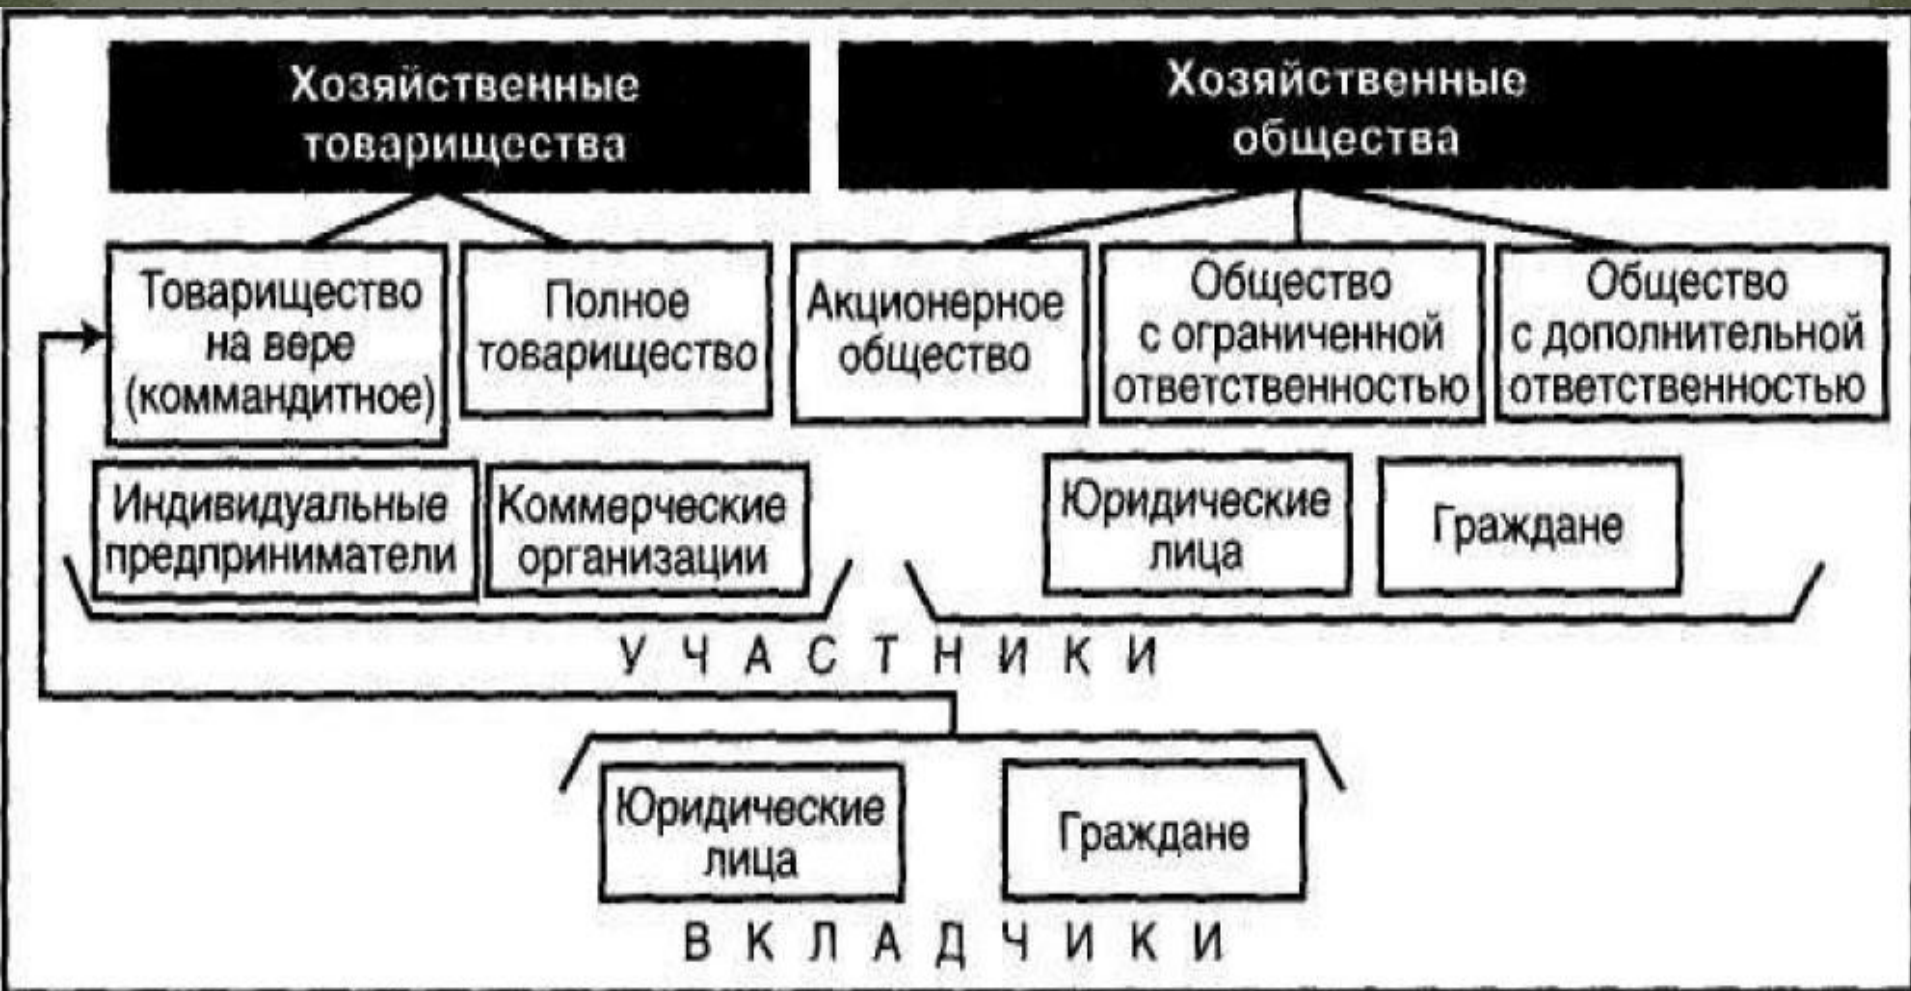 Хозяйственные
товарищества
Хозяйственные
общества
Товарищество
на вере
(коммандитное)
Полное
товарищество
Акционерное
общество
Общество
с ограниченной
ответственностью
Общество
с дополнительной
ответственностью
Индивидуальные
предприниматели
Коммерческие
организации
Юридические
лица
Граждане
УЧАСТНИКИ
Юридические
лица
Граждане
ВКЛАДЧИКИ